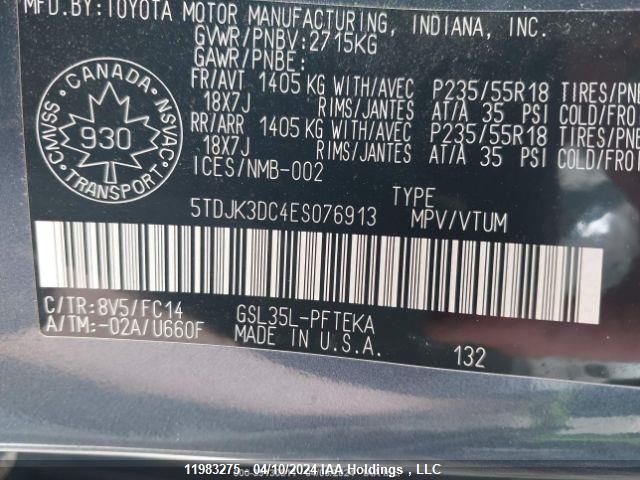 MFD.BY:TOYOTA MOTOR MANUFACTURING, INDIANA, INC.
GVWR/PNBV:2715KG
GAWR/PNBE:
FR/AVT 1405 KG WITH/AVEC P235/55R18 TIRES/PNE
18X7J RIMS/JANTES AT/A 35 PSI COLD/FRO
RR/ARR 1405 KG WITH/AVEC P235/55R18 TIRES/PNE
18X7J RIMS/JANTES AT/A 35 PSI COLD/FROI
ICES/NMB-002
CANADA
CMVSS 930 NSVAC
TRANSPORT
TYPE
5TDJK3DC4ES076913 MPV/VTUM
C/TR:8V5/FC14 GSL35L-PFTEKA
A/TM:-02A/U660F MADE IN U.S.A. 132
11983275 - 04/10/2024 IAA Holdings , LLC